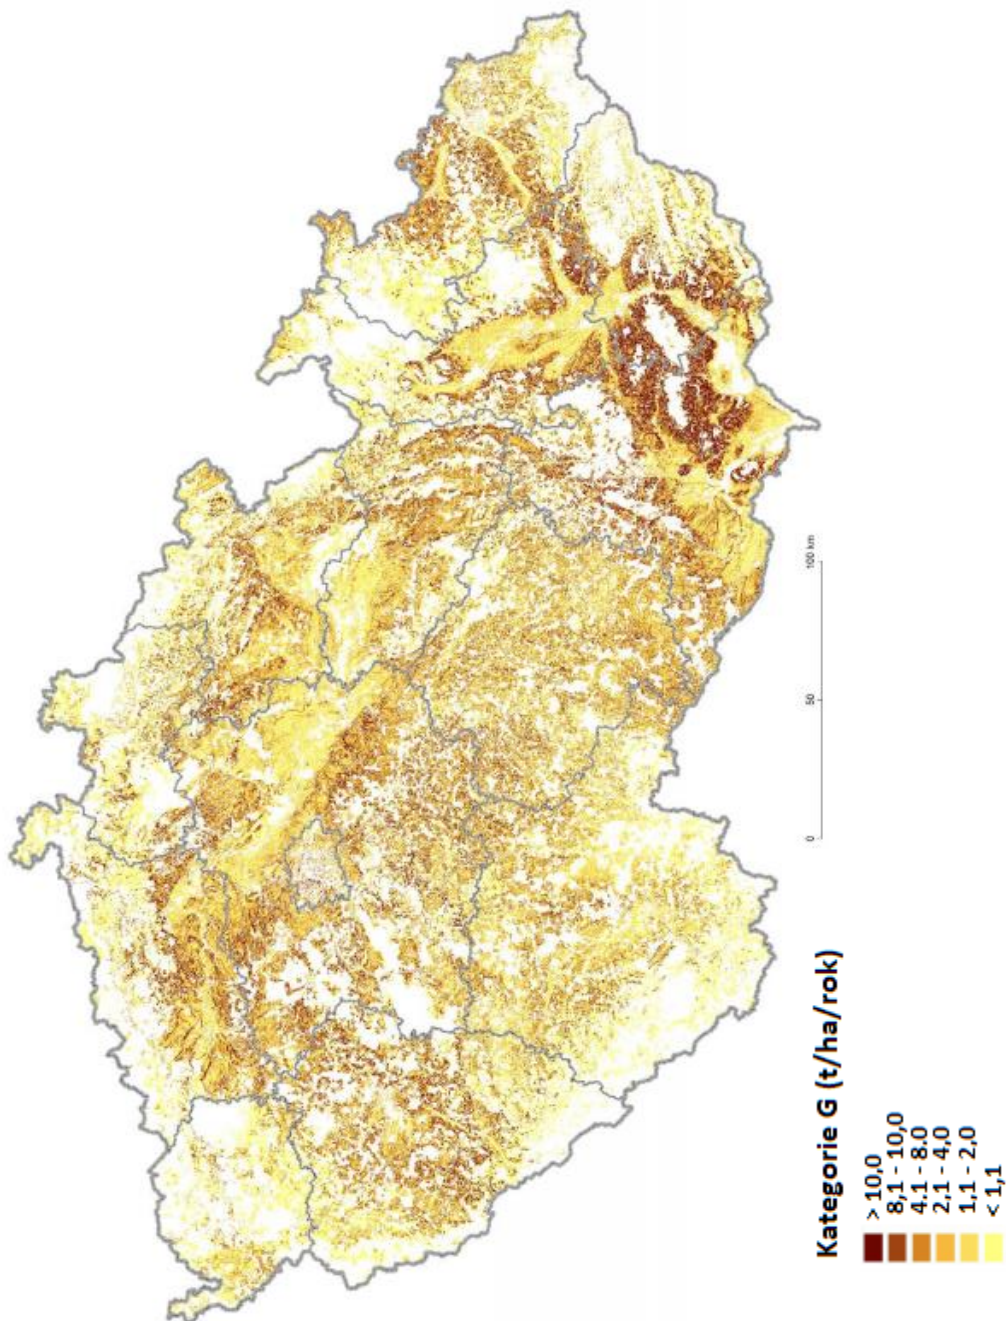 0
50
100 km
Kategorie G (t/ha/rok)
> 10,0
8,1 - 10,0
4.1 - 8.0
2,1 - 4,0
1,1 - 2,0
< 1,1